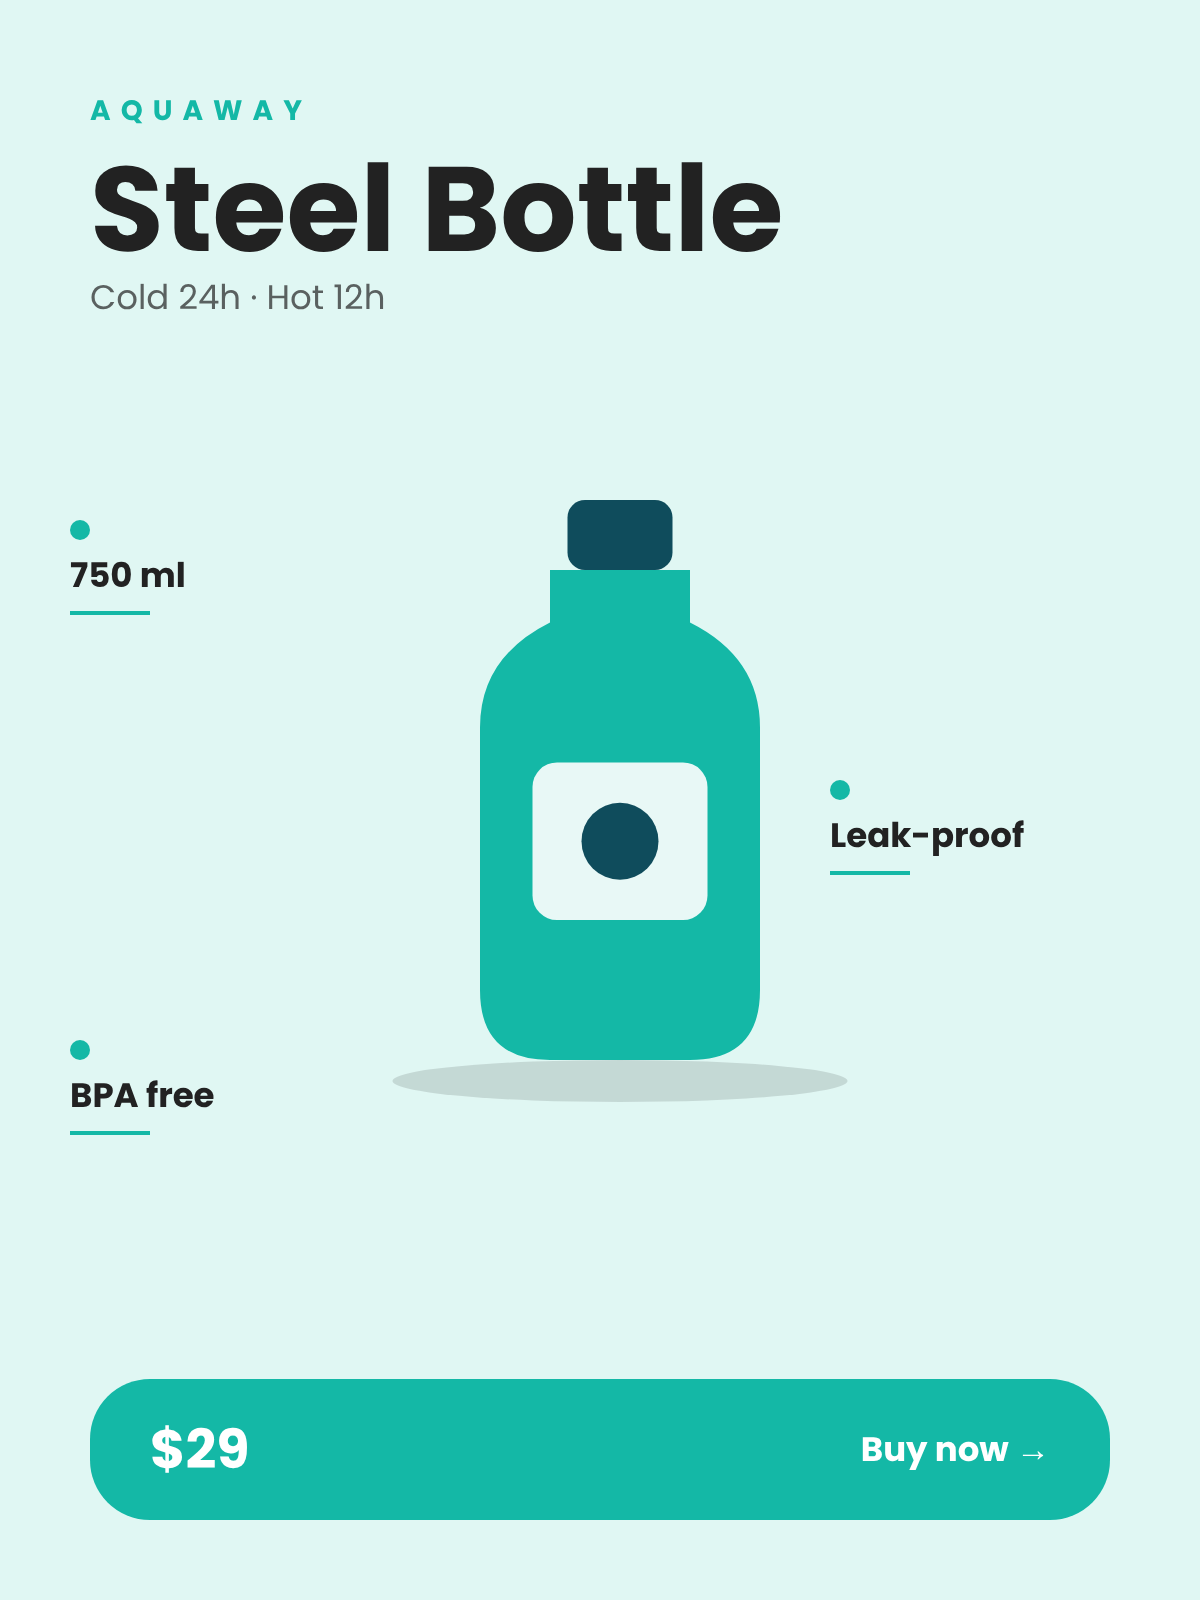 AQUAWAY
Steel Bottle
Cold 24h · Hot 12h
750 ml
Leak-proof
BPA free
$29
Buy now →